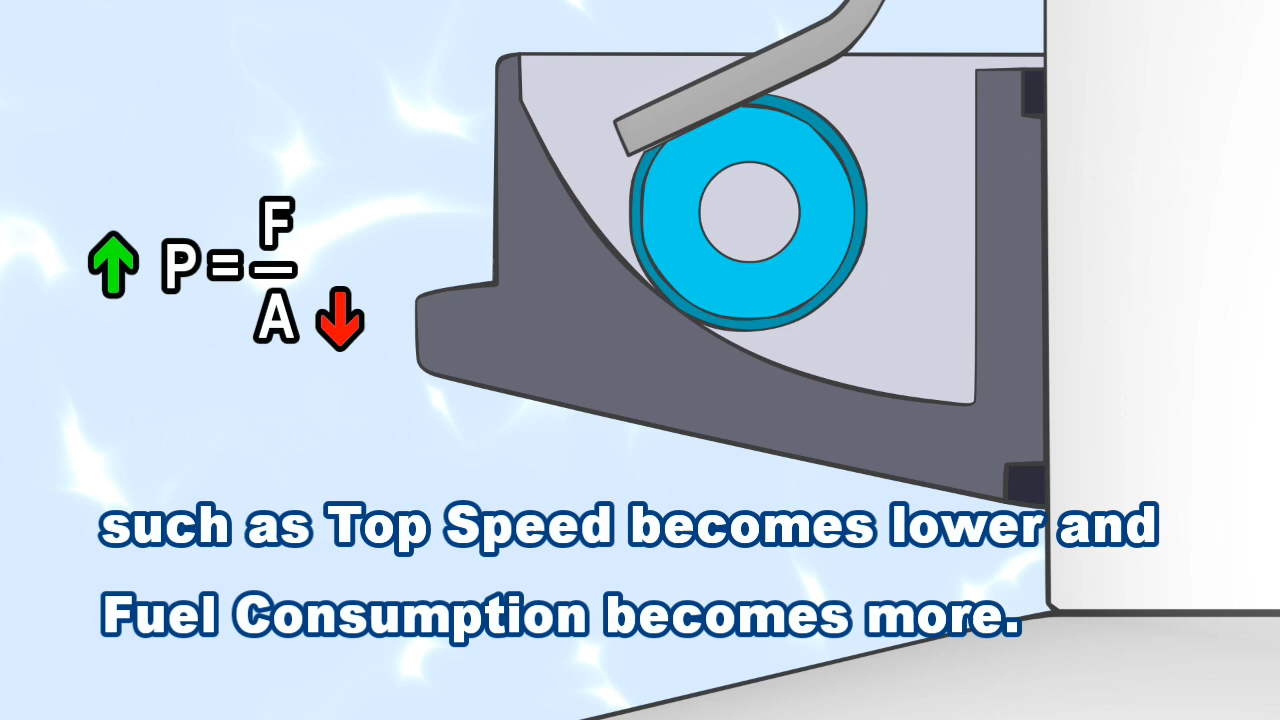 P=F/A
such as Top Speed becomes lower and
Fuel Consumption becomes more.